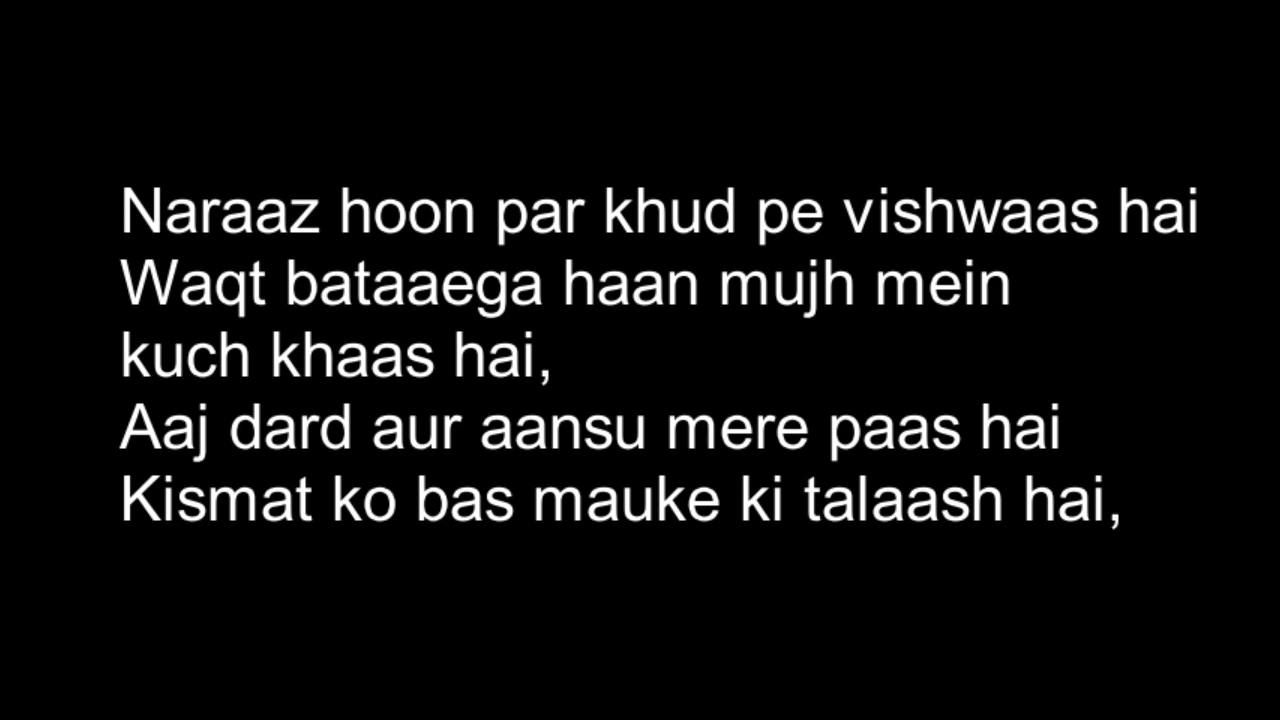 Naraaz hoon par khud pe vishwaas hai
Waqt bataaega haan mujh mein
kuch khaas hai,
Aaj dard aur aansu mere paas hai
Kismat ko bas mauke ki talaash hai,